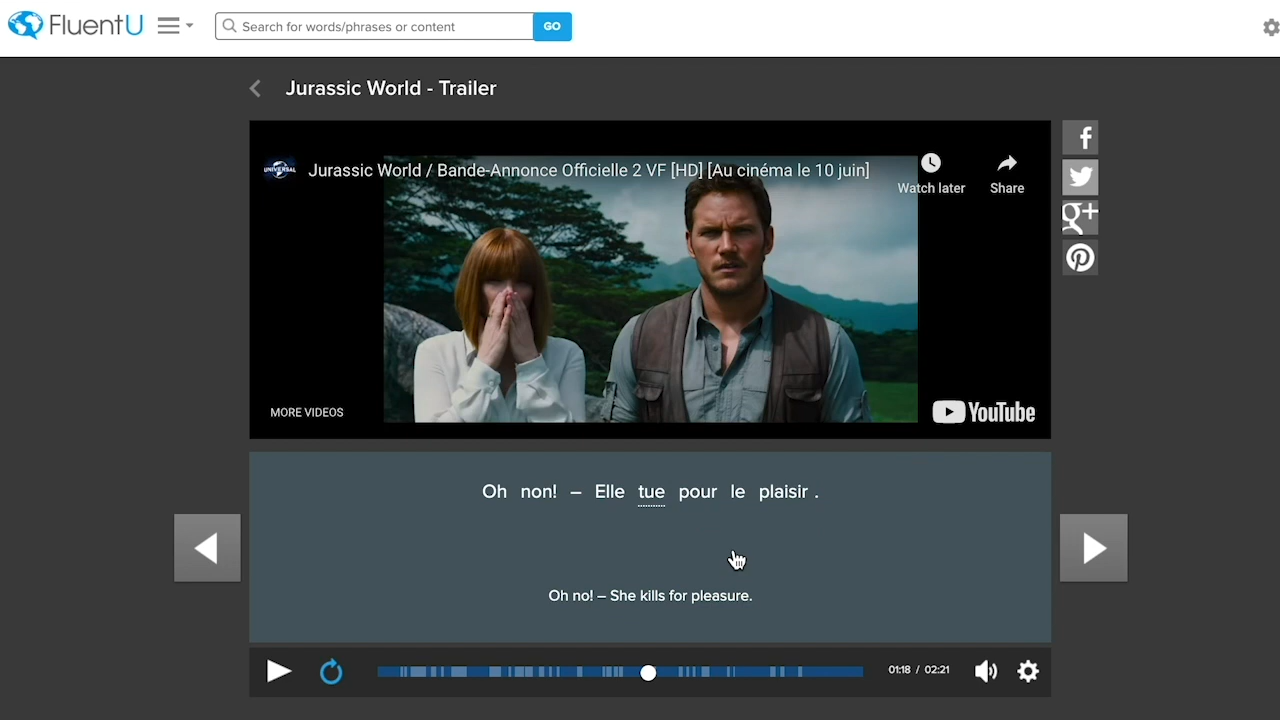 FluentU
Search for words/phrases or content
GO
Jurassic World - Trailer
UNIVERSAL
Jurassic World / Bande-Annonce Officielle 2 VF [HD] [Au cinéma le 10 juin]
Watch later
Share
MORE VIDEOS
YouTube
Oh non! – Elle tue pour le plaisir .
Oh no! – She kills for pleasure.
01:18 / 02:21